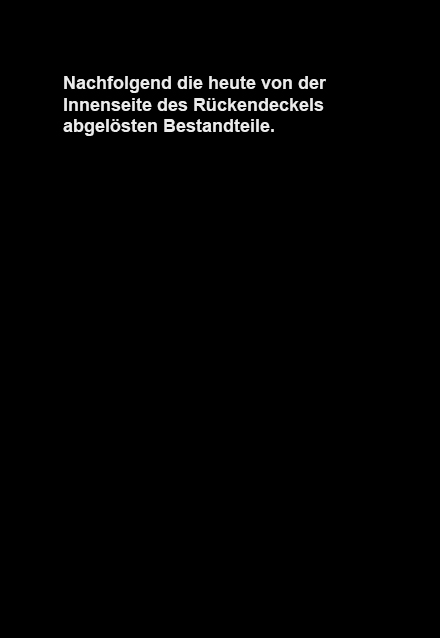 Nachfolgend die heute von der
Innenseite des Rückendeckels
abgelösten Bestandteile.